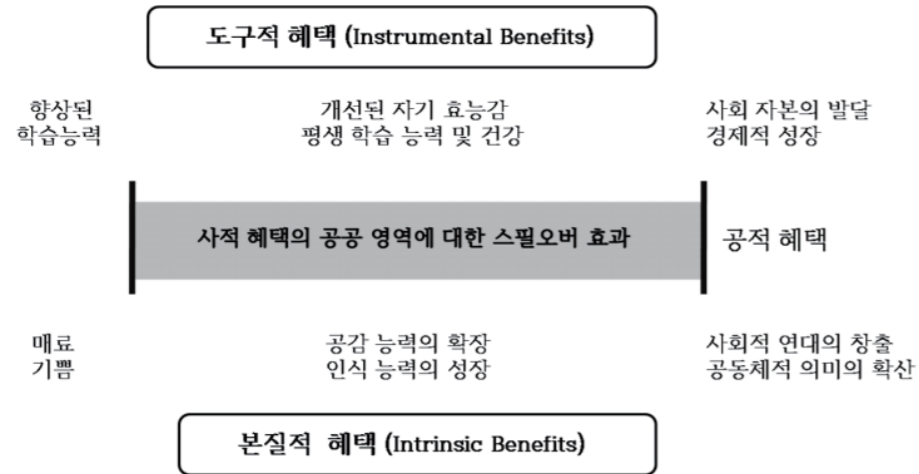 도구적 혜택 (Instrumental Benefits)
향상된
학습능력
개선된 자기 효능감
평생 학습 능력 및 건강
사회 자본의 발달
경제적 성장
사적 혜택의 공공 영역에 대한 스필오버 효과
공적 혜택
매료
기쁨
공감 능력의 확장
인식 능력의 성장
사회적 연대의 창출
공동체적 의미의 확산
본질적 혜택 (Intrinsic Benefits)